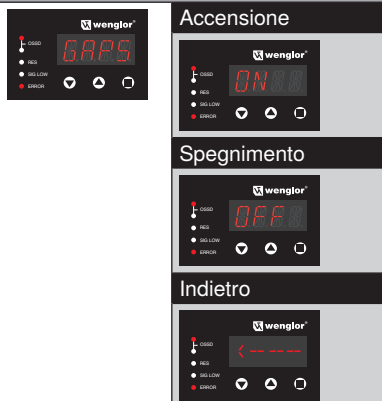 wenglor®
GAPS
OSSD
RES
SIG LOW
ERROR
Accensione
wenglor®
ON
OSSD
RES
SIG LOW
ERROR
Spegnimento
wenglor®
OFF
OSSD
RES
SIG LOW
ERROR
Indietro
wenglor®
<----
OSSD
RES
SIG LOW
ERROR